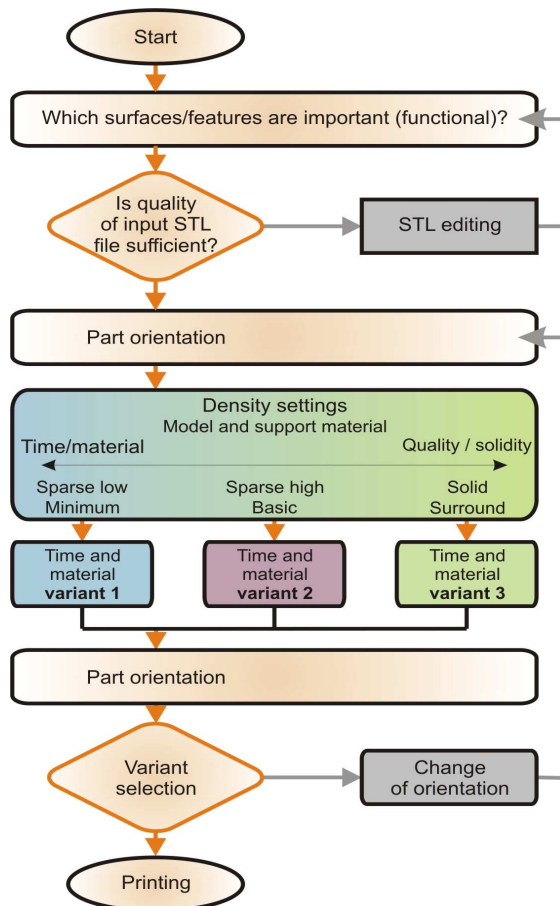 Start
Which surfaces/features are important (functional)?
Is quality
of input STL
file sufficient?
STL editing
Part orientation
Density settings
Model and support material
Time/material
Quality / solidity
Sparse low
Minimum
Sparse high
Basic
Solid
Surround
Time and
material
variant 1
Time and
material
variant 2
Time and
material
variant 3
Part orientation
Variant
selection
Change
of orientation
Printing